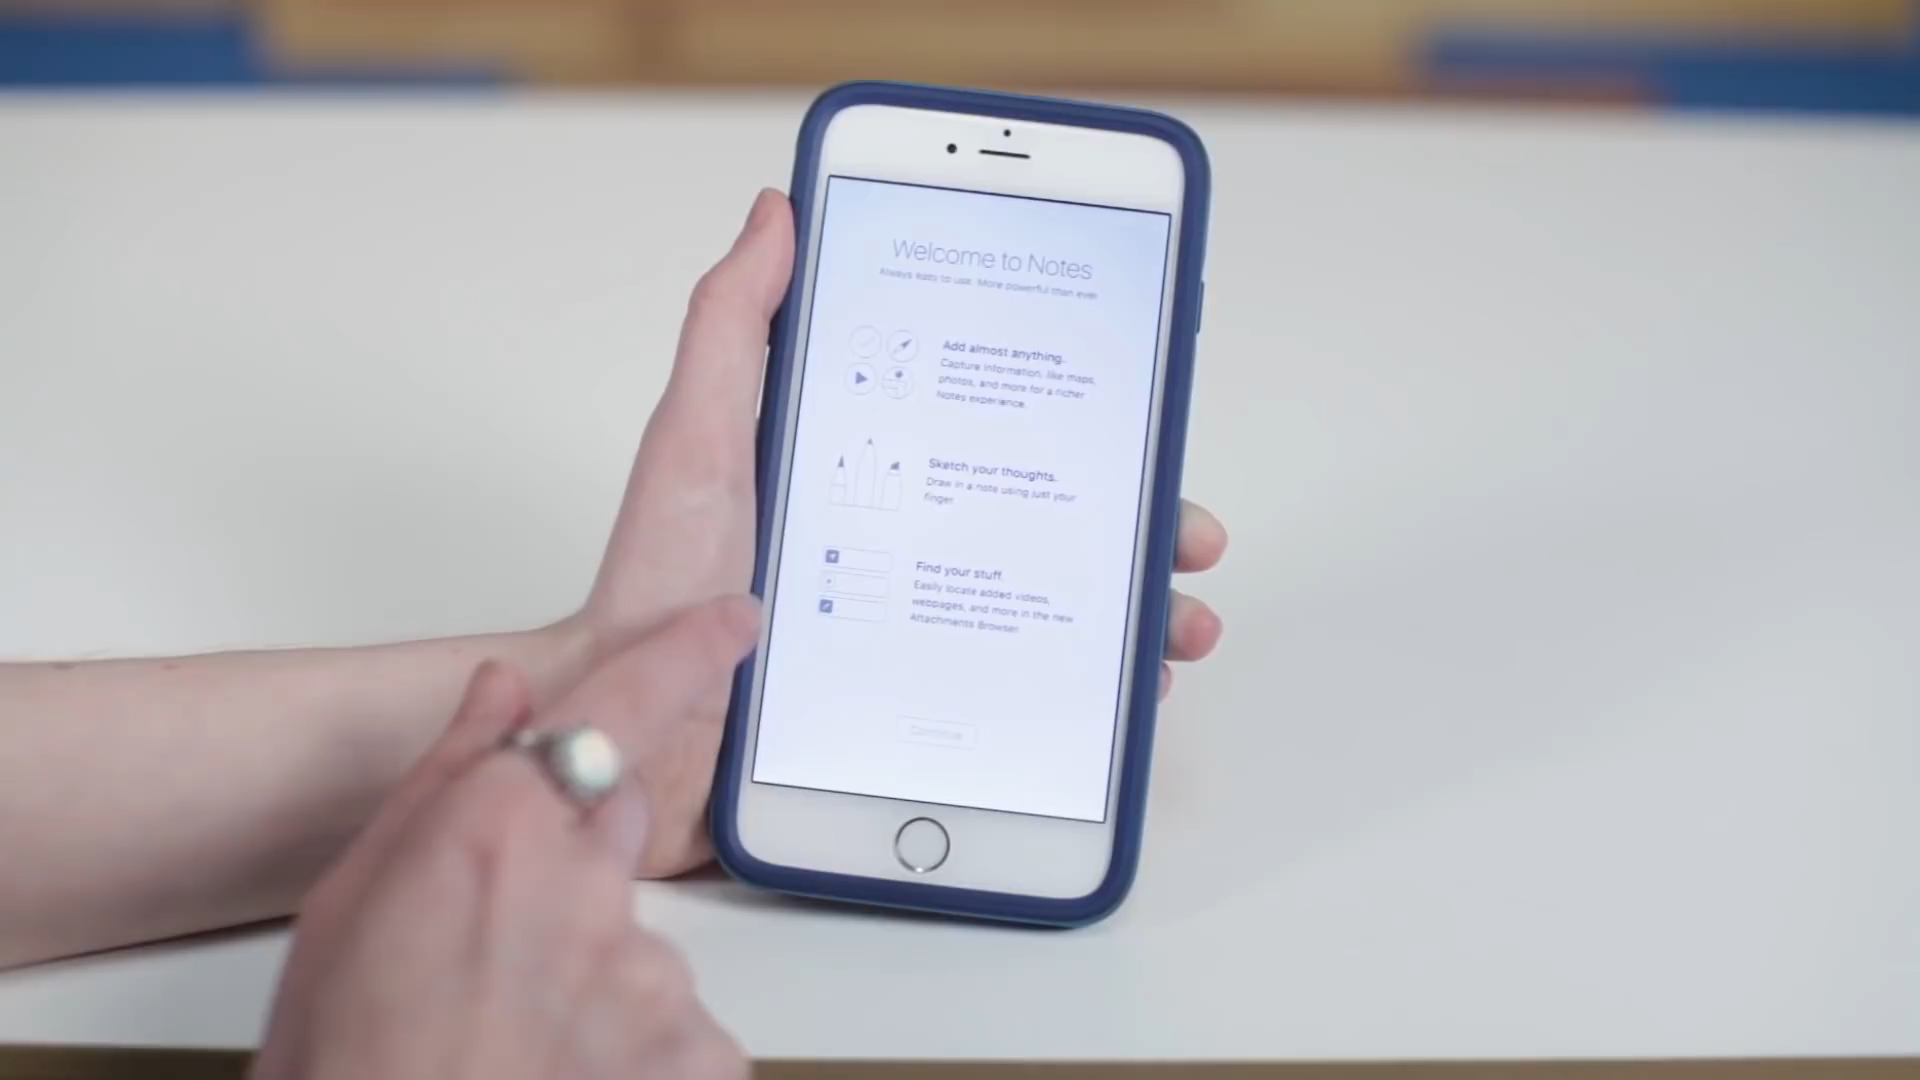 Welcome to Notes
Always easy to use. More powerful than ever.
Add almost anything.
Capture information, like maps,
photos, and more for a richer
Notes experience.
Sketch your thoughts.
Draw in a note using just your
finger.
Find your stuff.
Easily locate added videos,
webpages, and more in the new
Attachments Browser.
Continue